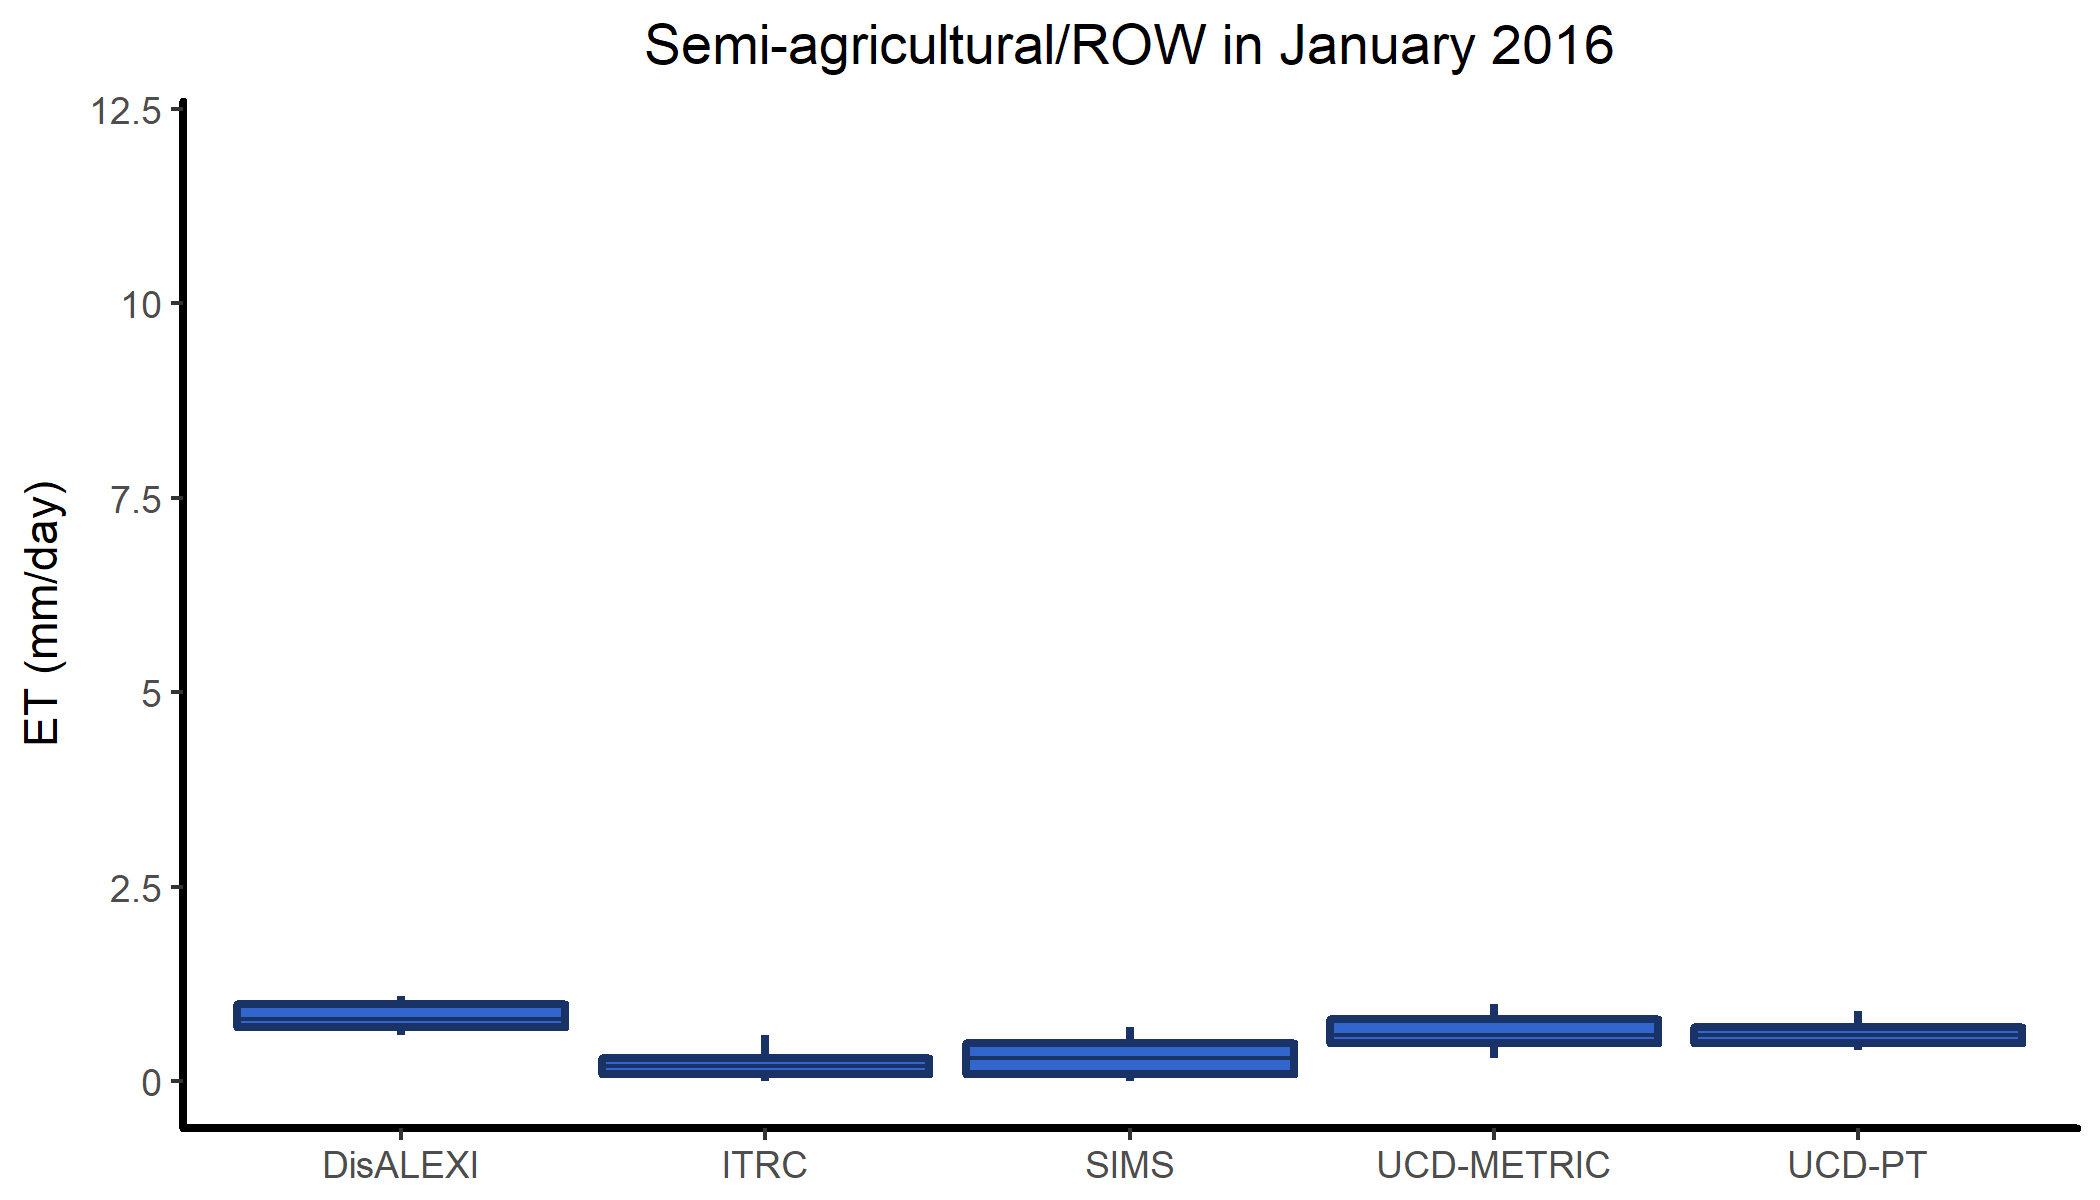 Semi-agricultural/ROW in January 2016
ET (mm/day)
12.5
10
7.5
5
2.5
0
DisALEXI ITRC SIMS UCD-METRIC UCD-PT